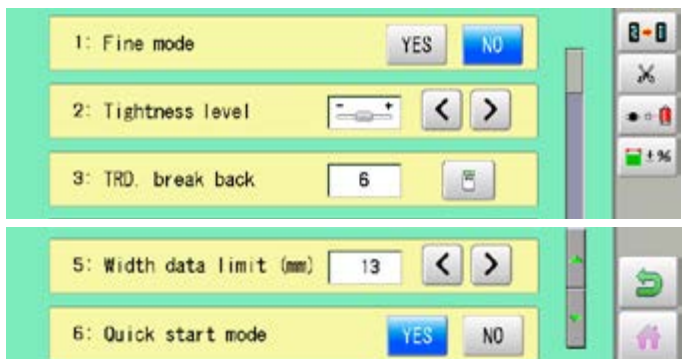 1: Fine mode YES NO
2: Tightness level - +
3: TRD. break back 6
± %
5: Width data limit (mm) 13
6: Quick start mode YES NO